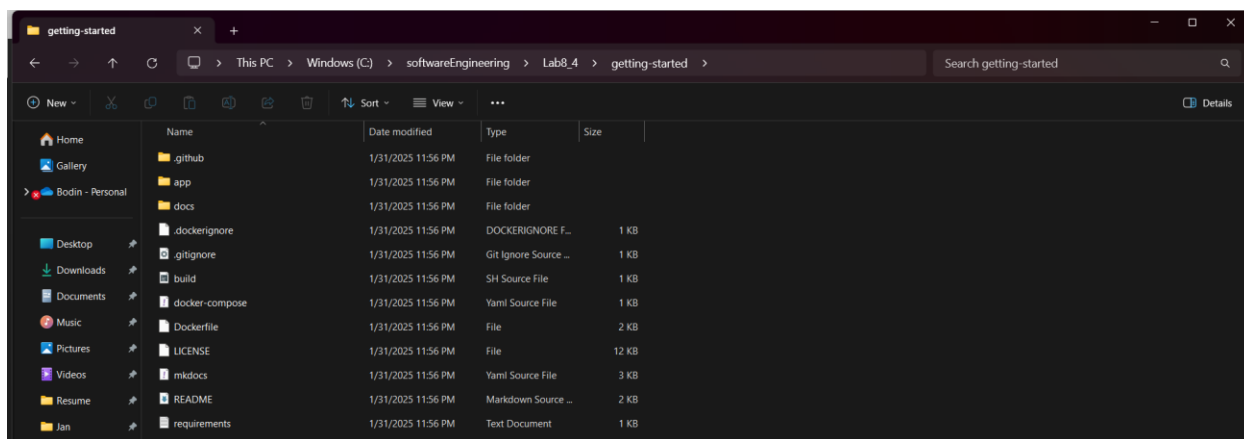 getting-started
This PC > Windows (C:) > softwareEngineering > Lab8_4 > getting-started >
Search getting-started
New
Sort
View
Details
Name Date modified Type Size
Home
Gallery
Bodin - Personal
Desktop
Downloads
Documents
Music
Pictures
Videos
Resume
Jan
.github 1/31/2025 11:56 PM File folder
app 1/31/2025 11:56 PM File folder
docs 1/31/2025 11:56 PM File folder
.dockerignore 1/31/2025 11:56 PM DOCKERIGNORE F... 1 KB
.gitignore 1/31/2025 11:56 PM Git Ignore Source ... 1 KB
build 1/31/2025 11:56 PM SH Source File 1 KB
docker-compose 1/31/2025 11:56 PM Yaml Source File 1 KB
Dockerfile 1/31/2025 11:56 PM File 2 KB
LICENSE 1/31/2025 11:56 PM File 12 KB
mkdocs 1/31/2025 11:56 PM Yaml Source File 3 KB
README 1/31/2025 11:56 PM Markdown Source ... 2 KB
requirements 1/31/2025 11:56 PM Text Document 1 KB